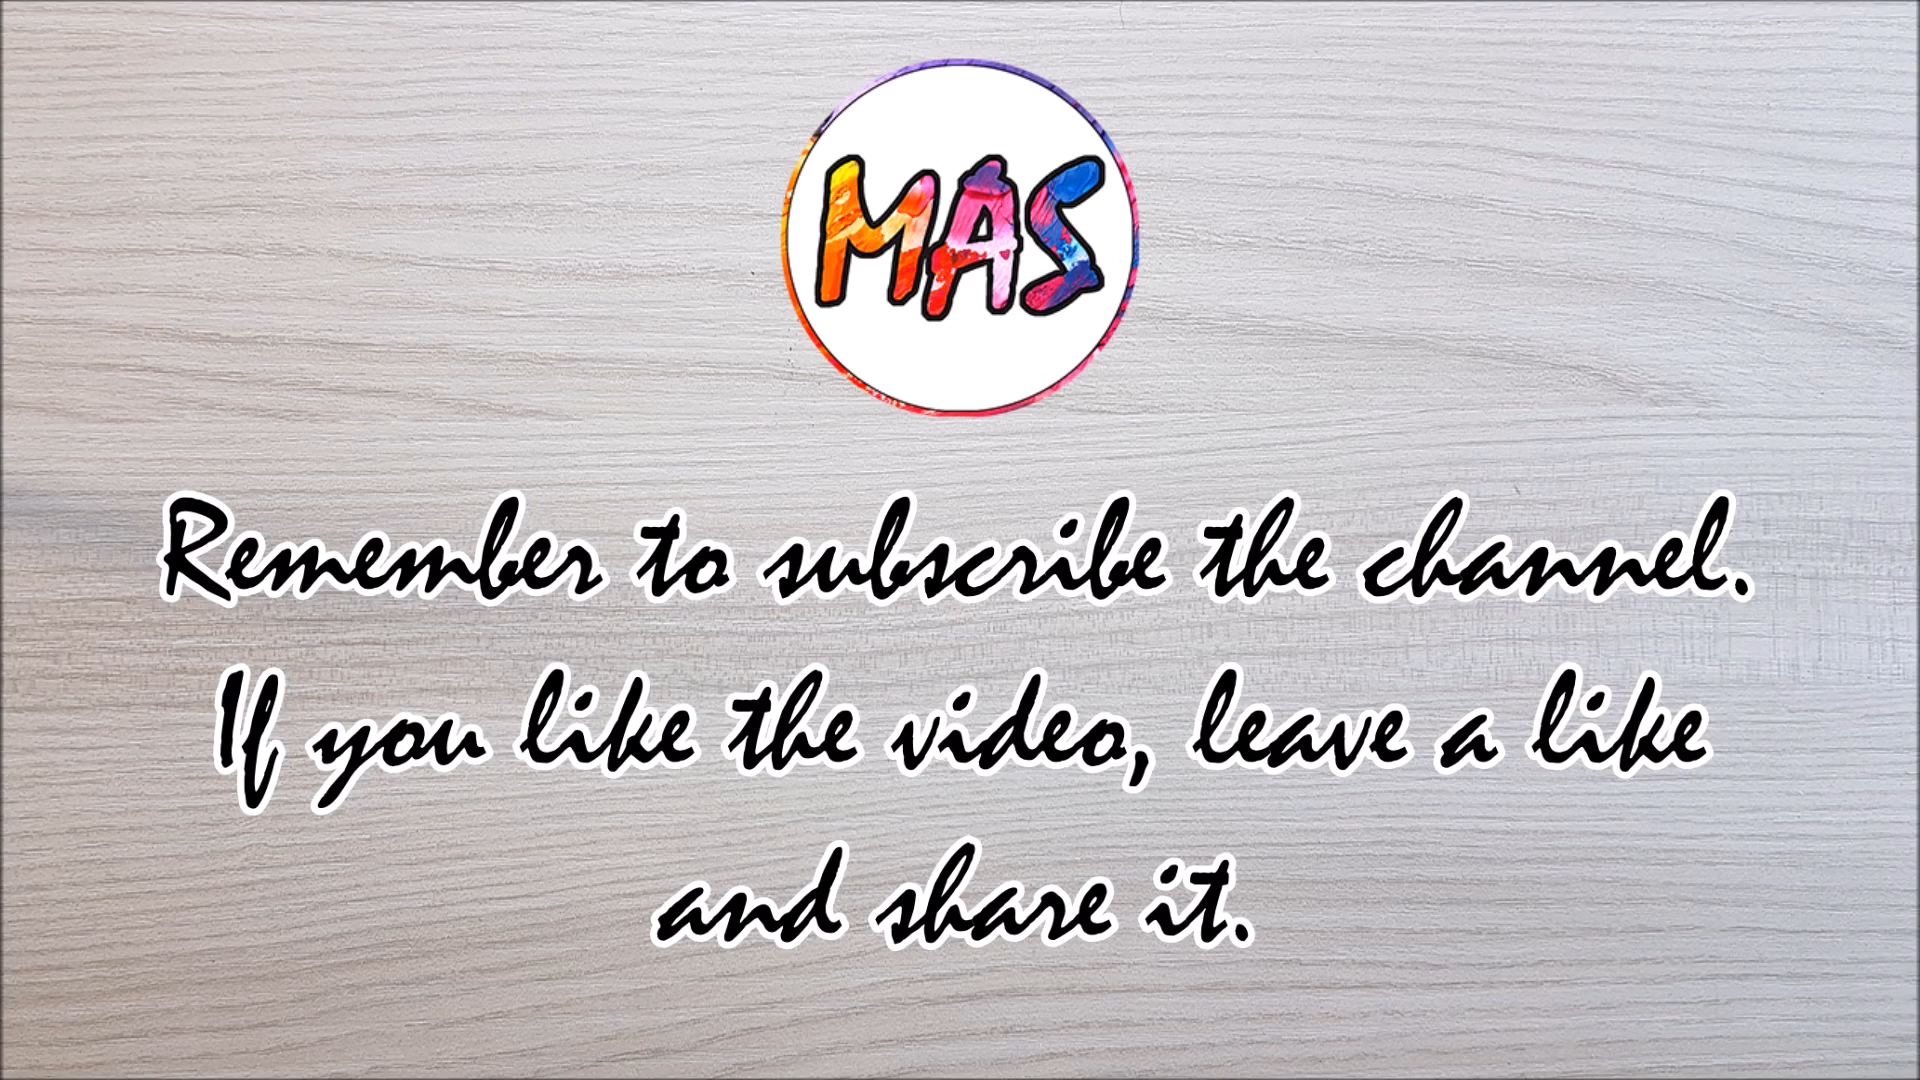 MAS
Remember to subscribe the channel.
If you like the video, leave a like
and share it.